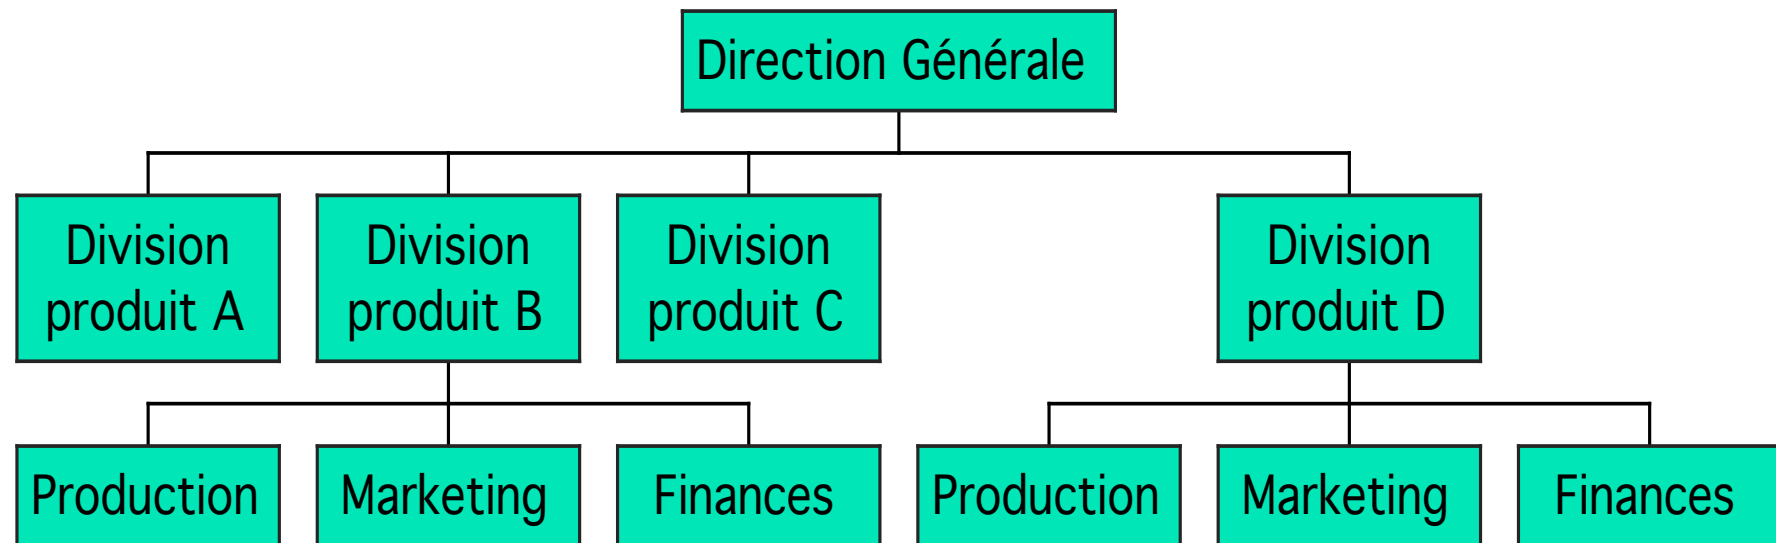 Direction Générale
Division
produit A
Division
produit B
Division
produit C
Division
produit D
Production
Marketing
Finances
Production
Marketing
Finances